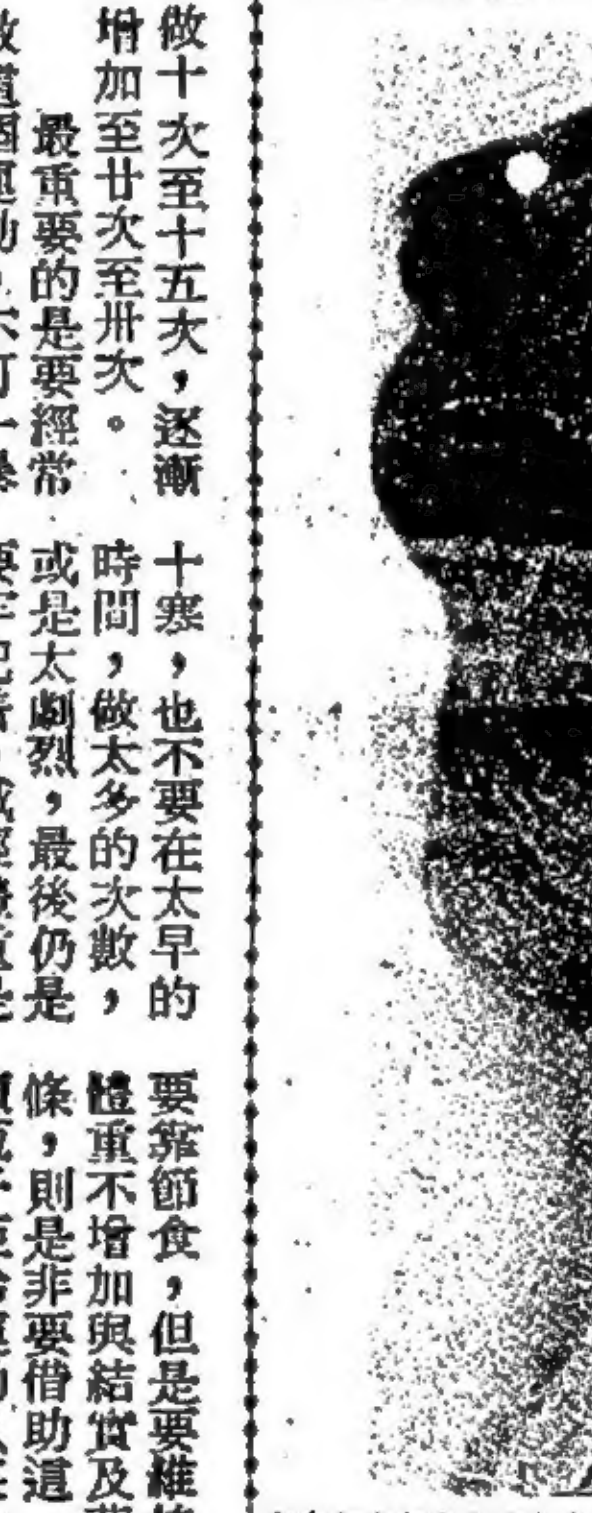 做十次至十五次，逐漸
增加至廿次至卅次。
最重要的是要經常
十寒，也不要在太早的
時間，做太多的次數，
或是太劇烈，最後仍是
要靠節食，但是要維
體重不增加與結實及
條，則是非要借助這